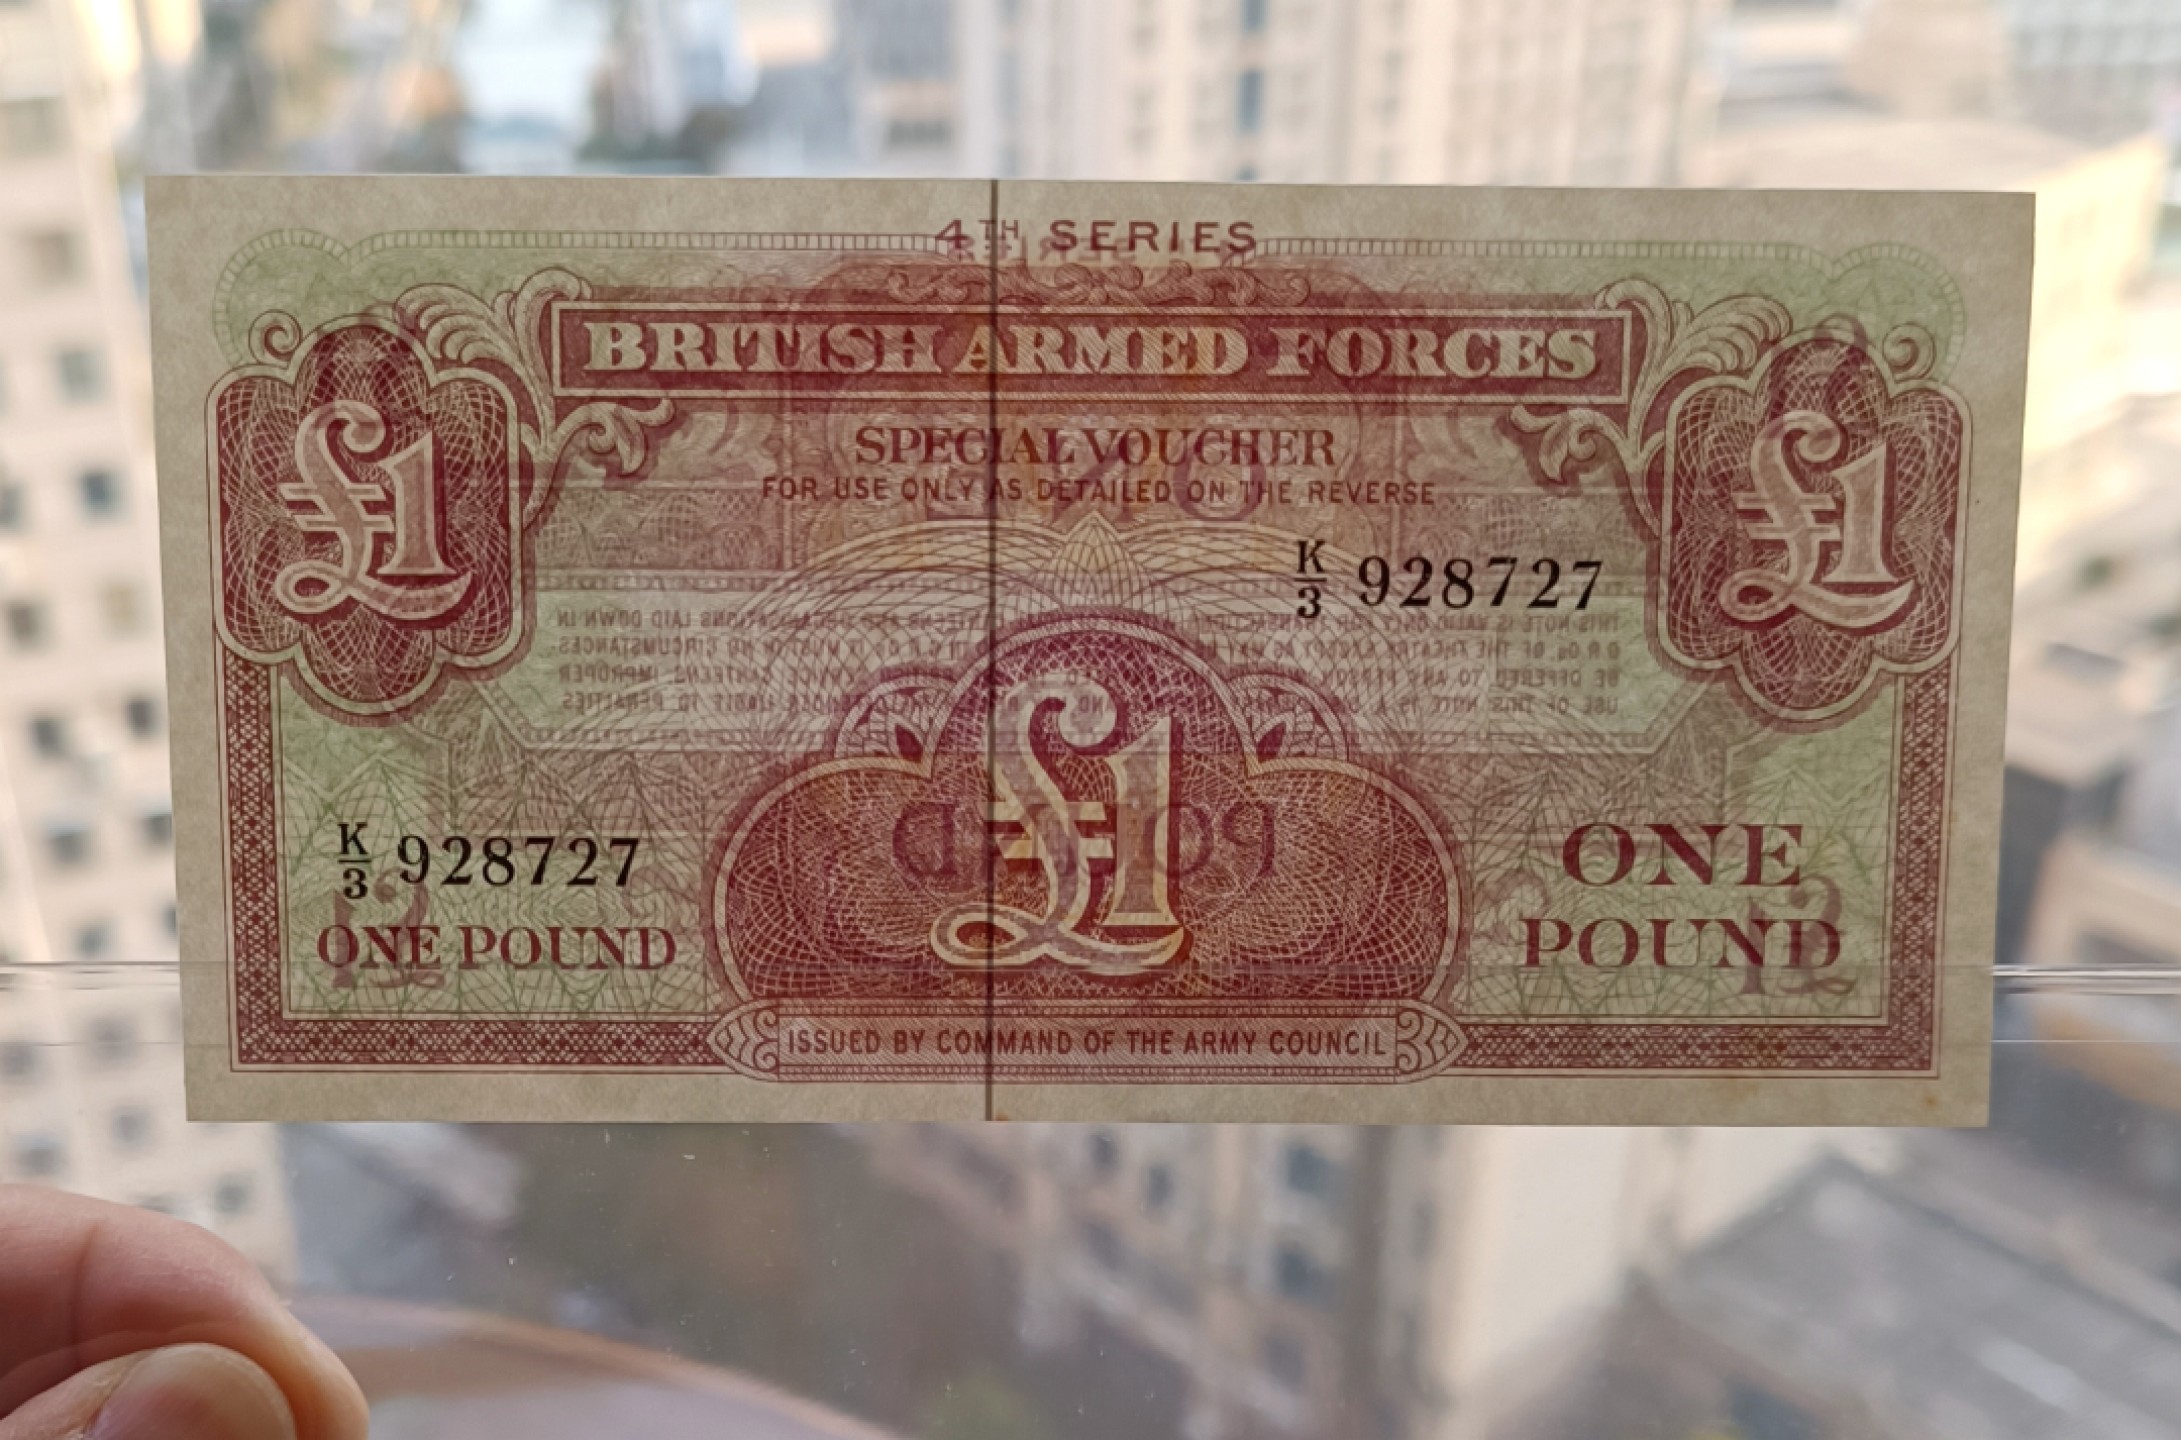 4TH SERIES
BRITISH ARMED FORCES
£1
£1
SPECIAL VOUCHER
FOR USE ONLY AS DETAILED ON THE REVERSE
K/3 928727
£1
K/3 928727
ONE POUND
ONE
POUND
ISSUED BY COMMAND OF THE ARMY COUNCIL